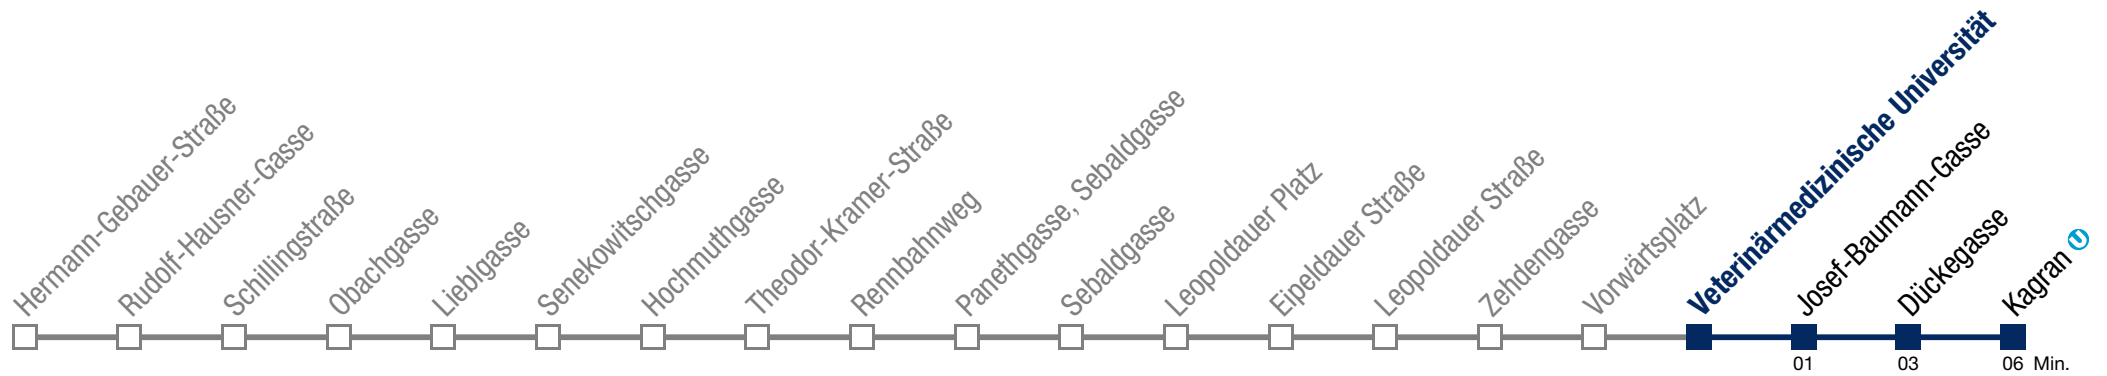 Hermann-Gebauer-Straße
Rudolf-Hausner-Gasse
Schillingstraße
Obachgasse
Lieblgasse
Senekowitschgasse
Hochmuthgasse
Theodor-Kramer-Straße
Rennbahnweg
Panethgasse, Sebaldgasse
Sebaldgasse
Leopoldauer Platz
Eipeldauer Straße
Leopoldauer Straße
Zehdengasse
Vorwärtsplatz
Veterinärmedizinische Universität
Josef-Baumann-Gasse
Dückegasse
Kagran U
01 03 06 Min.